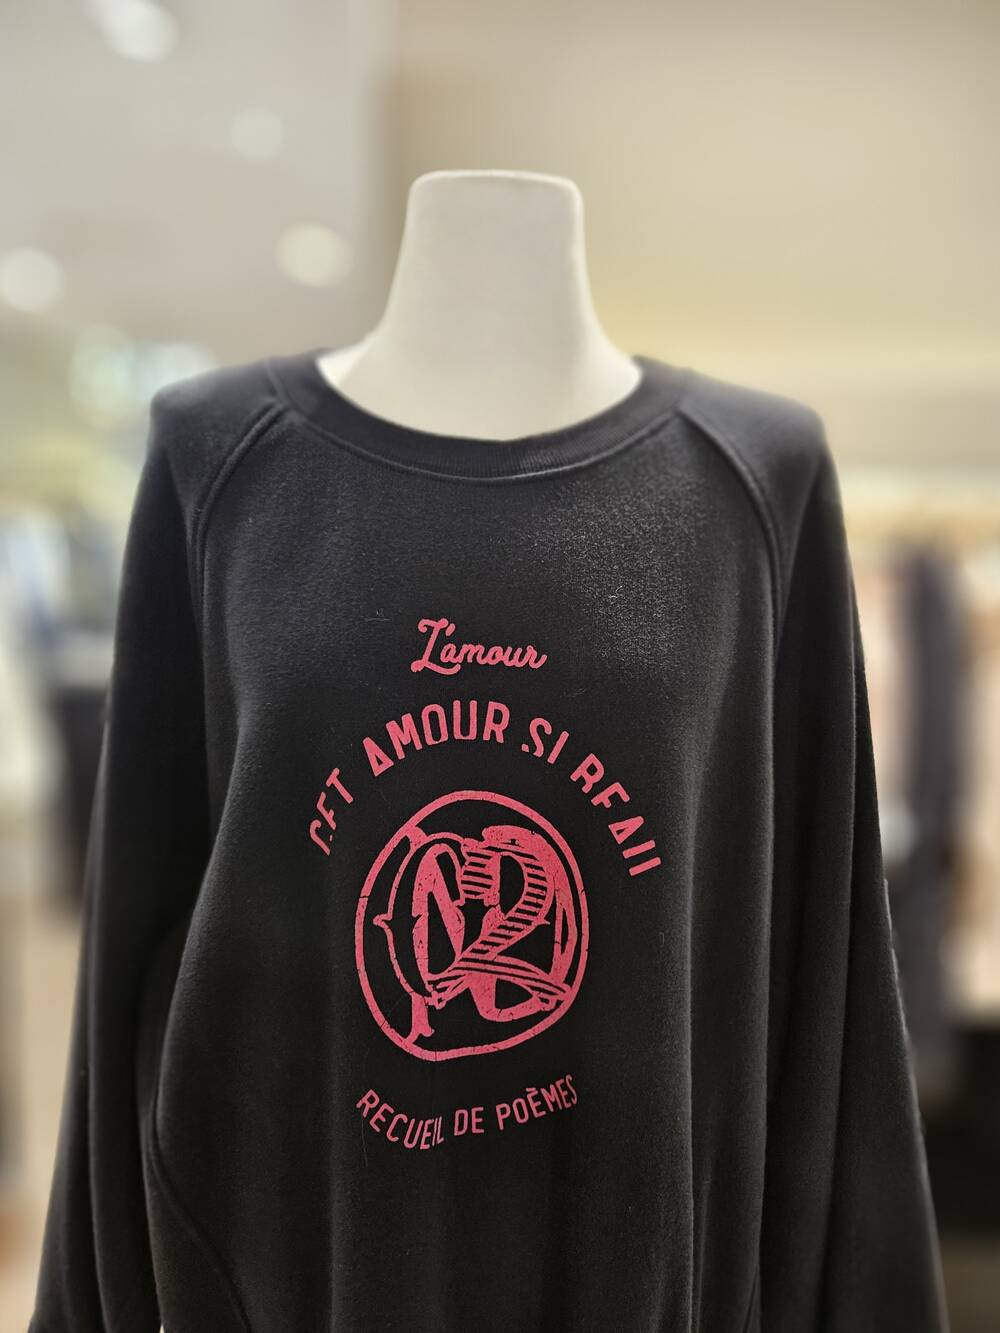 L'amour
CET AMOUR SI BEAU
RECUEIL DE POÈMES